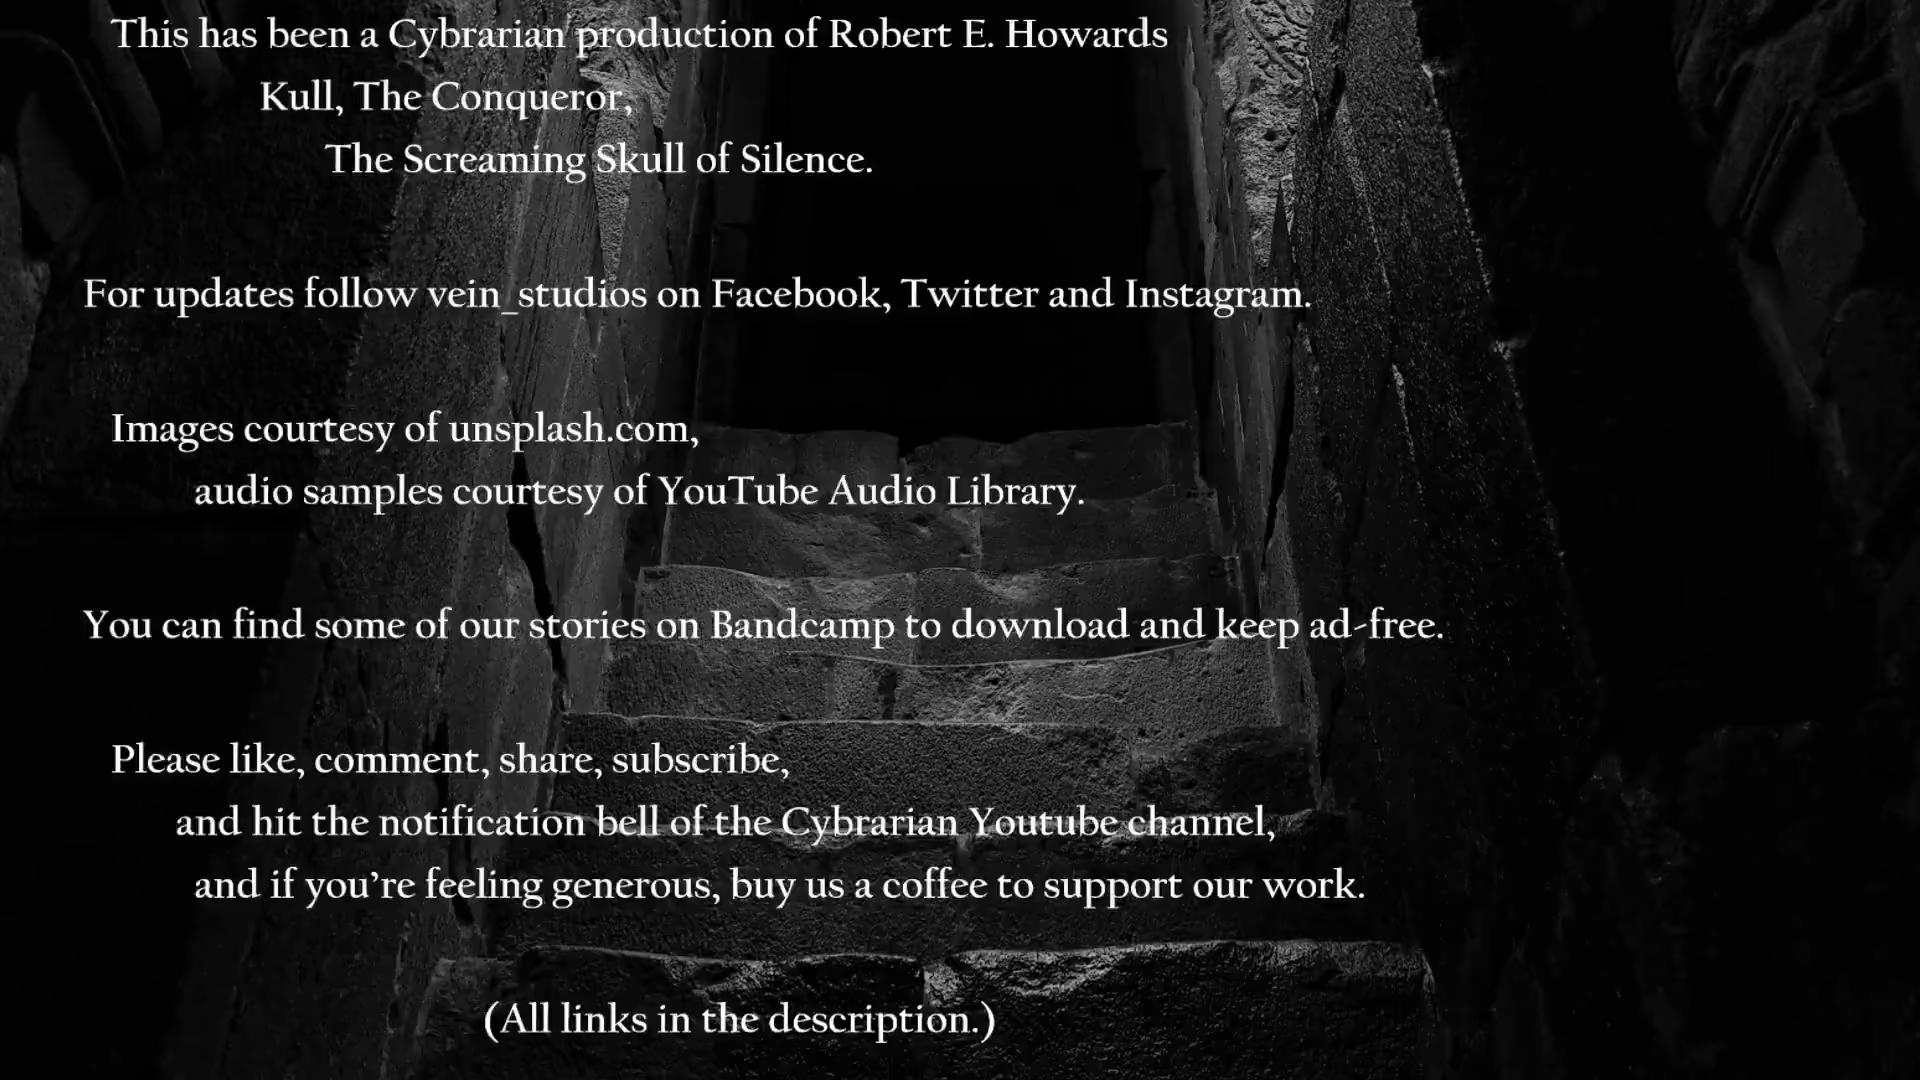 This has been a Cybrarian production of Robert E. Howards
Kull, The Conqueror,
The Screaming Skull of Silence.
For updates follow vein_studios on Facebook, Twitter and Instagram.
Images courtesy of unsplash.com,
audio samples courtesy of YouTube Audio Library.
You can find some of our stories on Bandcamp to download and keep ad-free.
Please like, comment, share, subscribe,
and hit the notification bell of the Cybrarian Youtube channel,
and if you're feeling generous, buy us a coffee to support our work.
(All links in the description.)